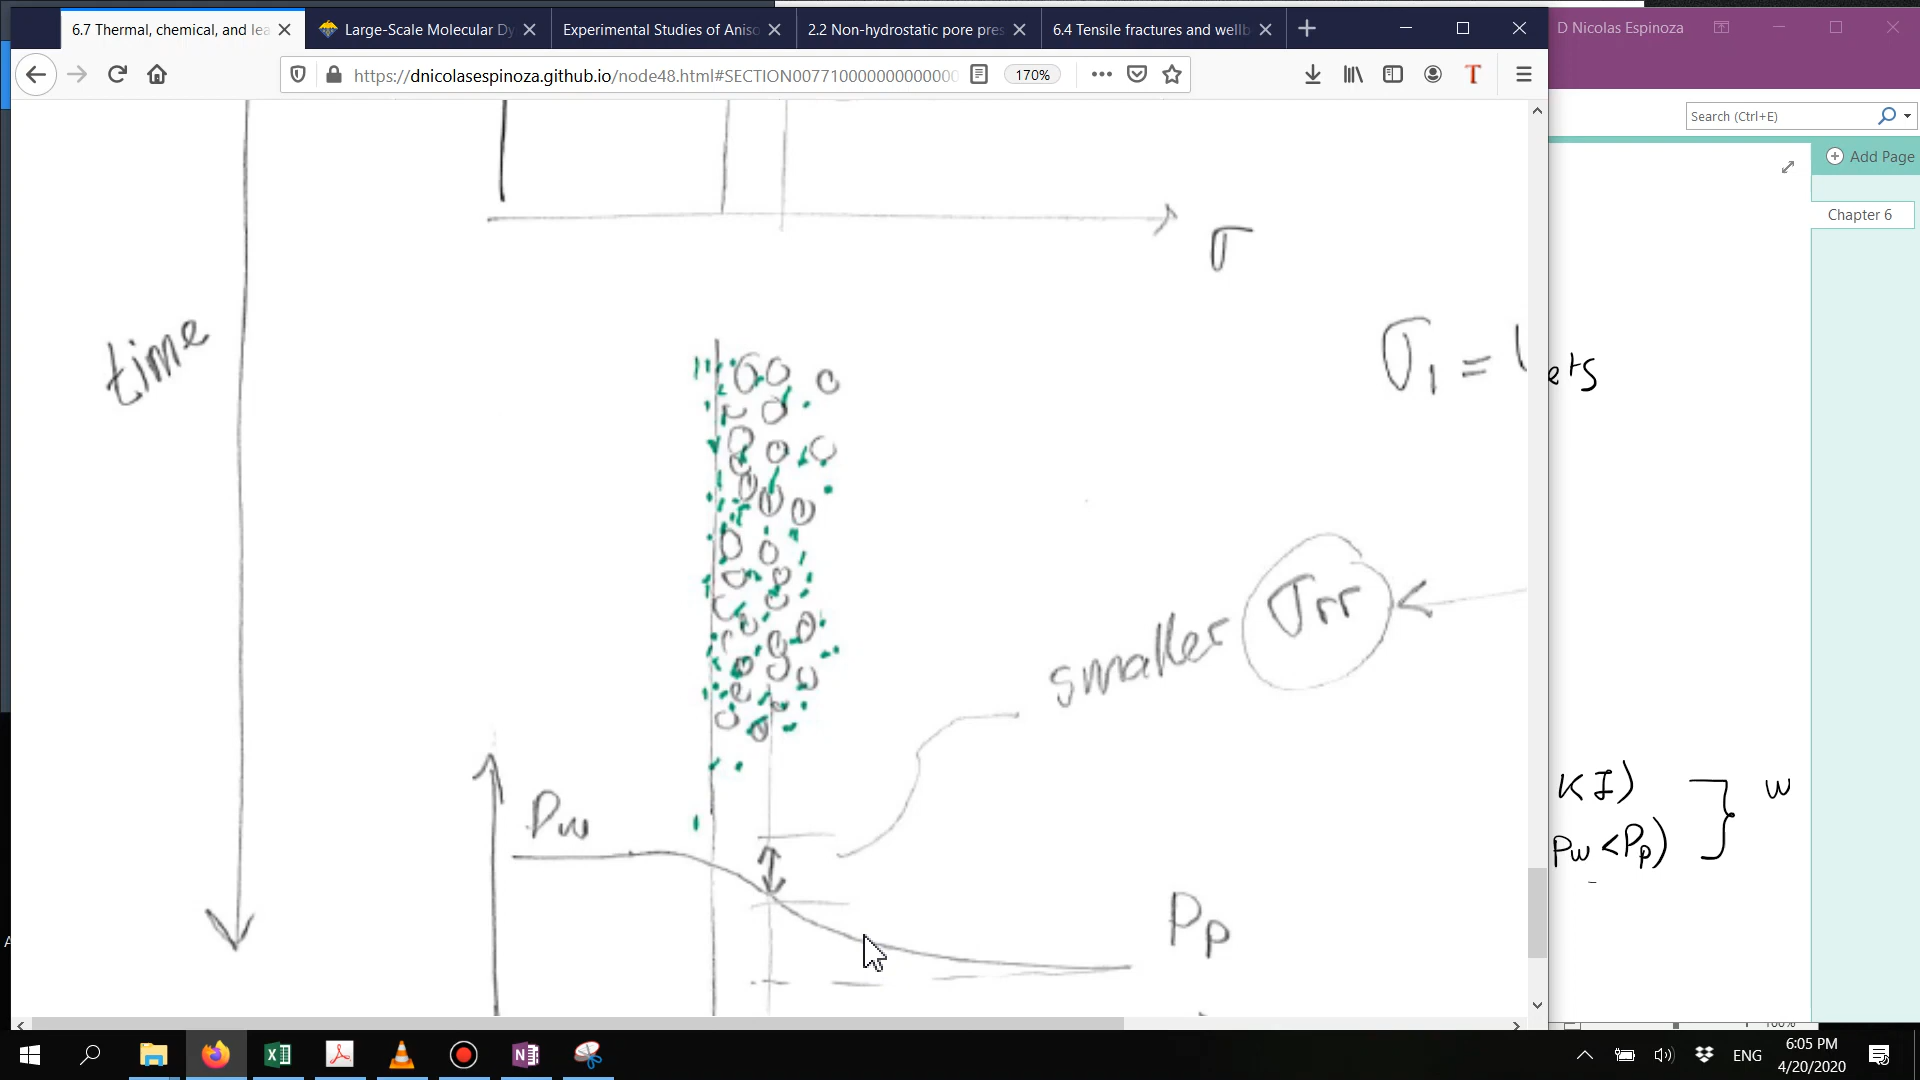 6.7 Thermal, chemical, and lea
Large-Scale Molecular Dy
Experimental Studies of Aniso
2.2 Non-hydrostatic pore pres
6.4 Tensile fractures and wellb
D Nicolas Espinoza
https://dnicolasespinoza.github.io/node48.html#SECTION00771000000000000
170%
T
Search (Ctrl+E)
Add Page
Chapter 6
σ
time
σ1 =
ets
smaller σrr
KI)
w
Pw < Pp)
Pw
Pp
100%
ENG
6:05 PM
4/20/2020